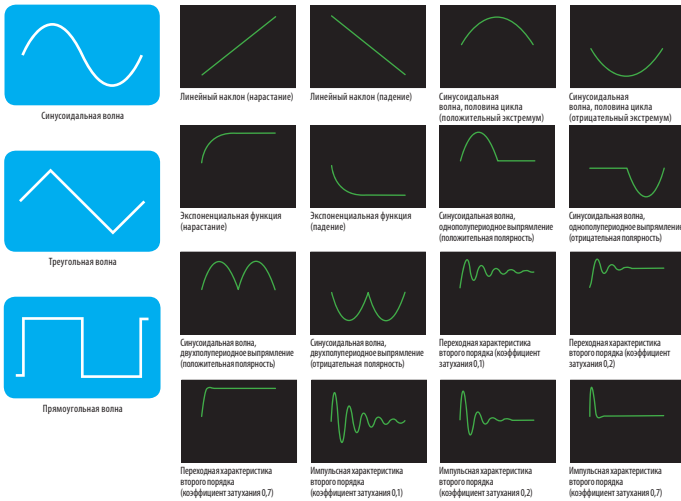 Синусоидальная волна
Треугольная волна
Прямоугольная волна
Линейный наклон (нарастание)
Линейный наклон (падение)
Синусоидальная
волна, половина цикла
(положительный экстремум)
Синусоидальная
волна, половина цикла
(отрицательный экстремум)
Экспоненциальная функция
(нарастание)
Экспоненциальная функция
(падение)
Синусоидальная волна,
однополупериодное выпрямление
(положительная полярность)
Синусоидальная волна,
однополупериодное выпрямление
(отрицательная полярность)
Синусоидальная волна,
двухполупериодное выпрямление
(положительная полярность)
Синусоидальная волна,
двухполупериодное выпрямление
(отрицательная полярность)
Переходная характеристика
второго порядка (коэффициент
затухания 0,1)
Переходная характеристика
второго порядка (коэффициент
затухания 0,2)
Переходная характеристика
второго порядка
(коэффициент затухания 0,7)
Импульсная характеристика
второго порядка
(коэффициент затухания 0,1)
Импульсная характеристика
второго порядка
(коэффициент затухания 0,2)
Импульсная характеристика
второго порядка
(коэффициент затухания 0,7)